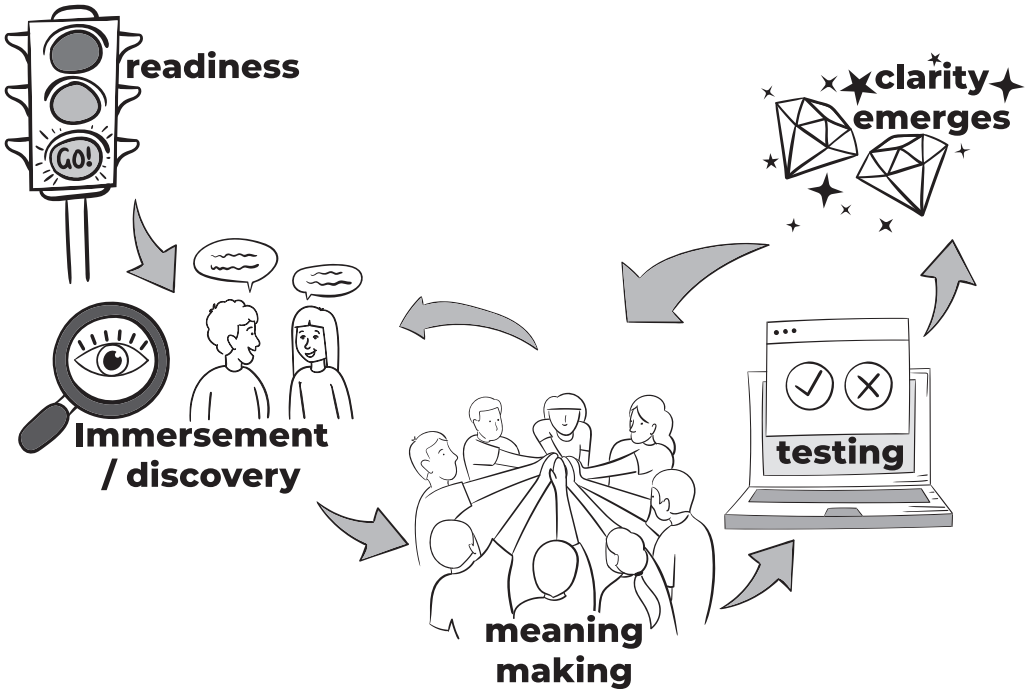 readiness
GO!
clarity
emerges
Immersement
/ discovery
testing
meaning
making